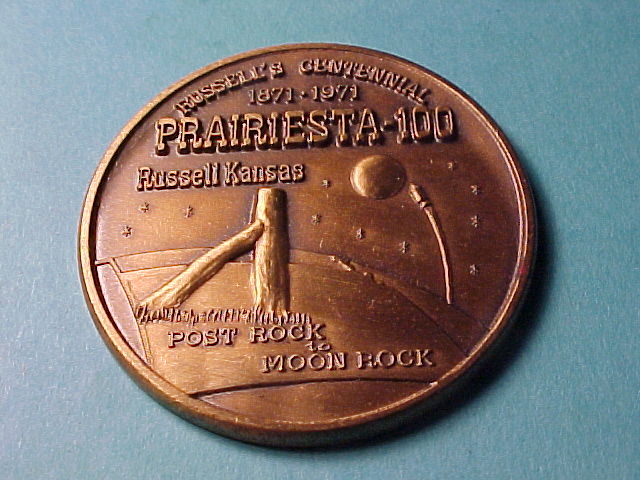 RUSSELL'S CENTENNIAL
1871·1971
PRAIRIESTA-100
Russell Kansas
POST ROCK
to
MOON ROCK